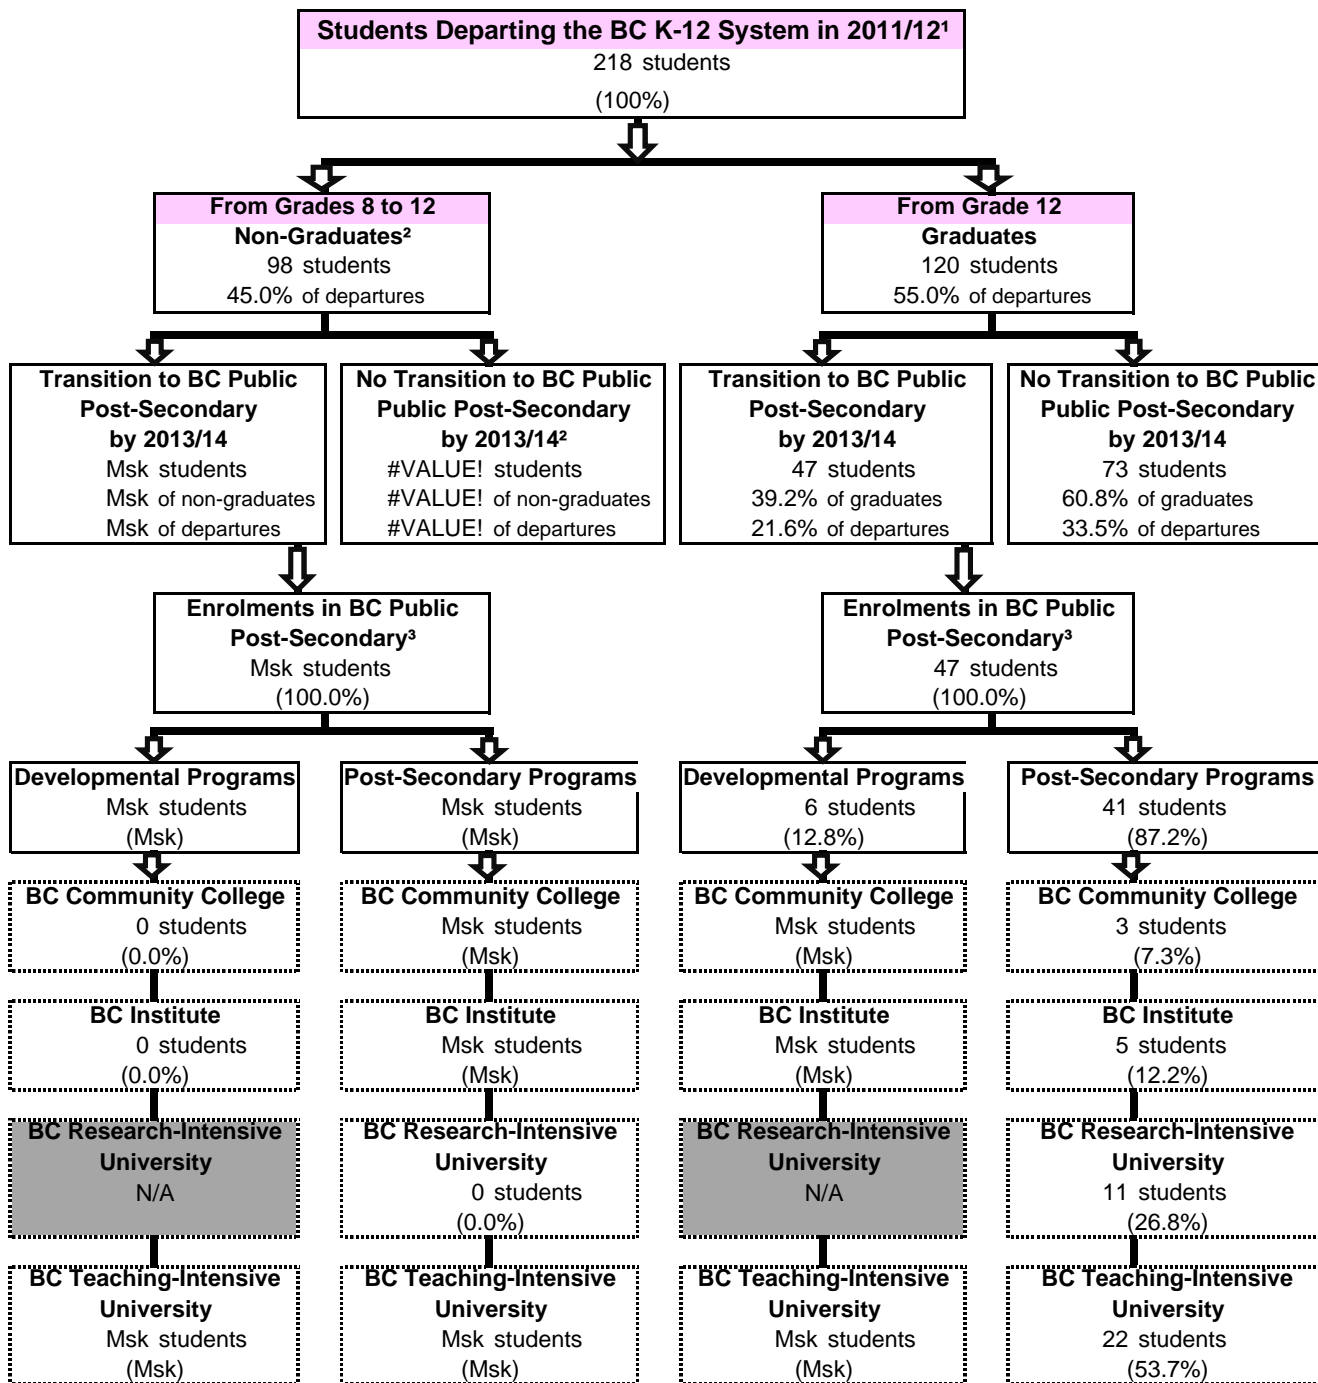 Students Departing the BC K-12 System in 2011/12¹
218 students
(100%)
From Grades 8 to 12
Non-Graduates²
98 students
45.0% of departures
From Grade 12
Graduates
120 students
55.0% of departures
Transition to BC Public
Post-Secondary
by 2013/14
Msk students
Msk of non-graduates
Msk of departures
No Transition to BC Public
Public Post-Secondary
by 2013/14²
#VALUE! students
#VALUE! of non-graduates
#VALUE! of departures
Transition to BC Public
Post-Secondary
by 2013/14
47 students
39.2% of graduates
21.6% of departures
No Transition to BC Public
Public Post-Secondary
by 2013/14
73 students
60.8% of graduates
33.5% of departures
Enrolments in BC Public
Post-Secondary³
Msk students
(100.0%)
Enrolments in BC Public
Post-Secondary³
47 students
(100.0%)
Developmental Programs
Msk students
(Msk)
Post-Secondary Programs
Msk students
(Msk)
Developmental Programs
6 students
(12.8%)
Post-Secondary Programs
41 students
(87.2%)
BC Community College
0 students
(0.0%)
BC Community College
Msk students
(Msk)
BC Community College
Msk students
(Msk)
BC Community College
3 students
(7.3%)
BC Institute
0 students
(0.0%)
BC Institute
Msk students
(Msk)
BC Institute
Msk students
(Msk)
BC Institute
5 students
(12.2%)
BC Research-Intensive
University
N/A
BC Research-Intensive
University
0 students
(0.0%)
BC Research-Intensive
University
N/A
BC Research-Intensive
University
11 students
(26.8%)
BC Teaching-Intensive
University
Msk students
(Msk)
BC Teaching-Intensive
University
Msk students
(Msk)
BC Teaching-Intensive
University
Msk students
(Msk)
BC Teaching-Intensive
University
22 students
(53.7%)